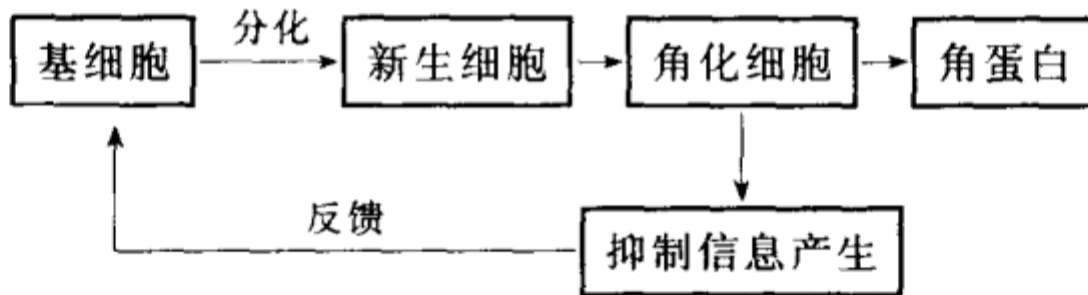 分化
基细胞
新生细胞
角化细胞
角蛋白
反馈
抑制信息产生